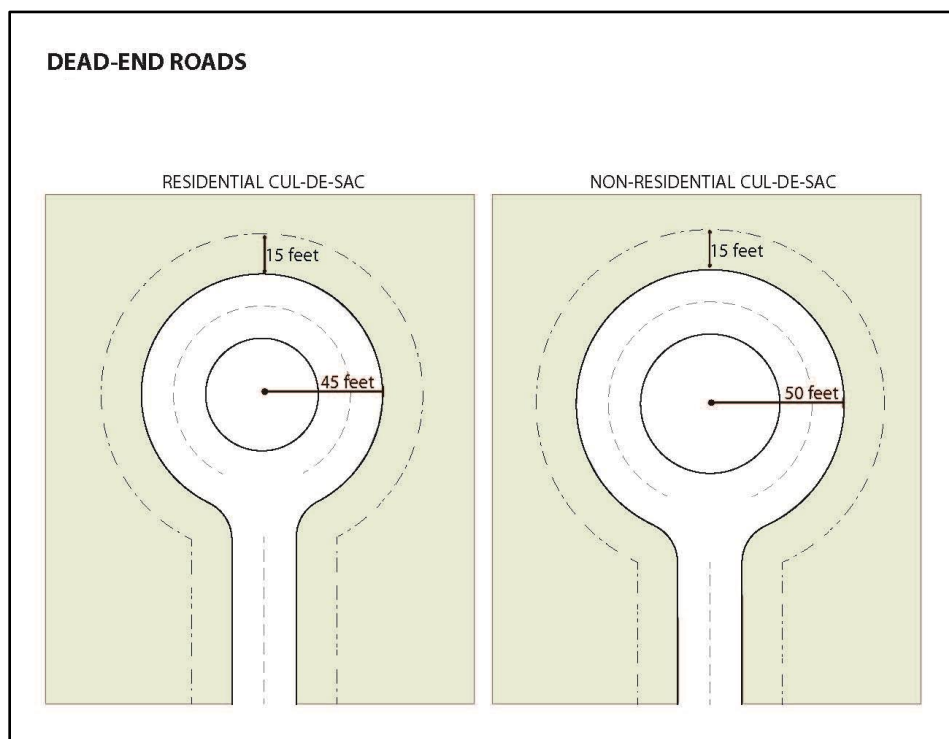 DEAD-END ROADS
RESIDENTIAL CUL-DE-SAC
15 feet
45 feet
NON-RESIDENTIAL CUL-DE-SAC
15 feet
50 feet